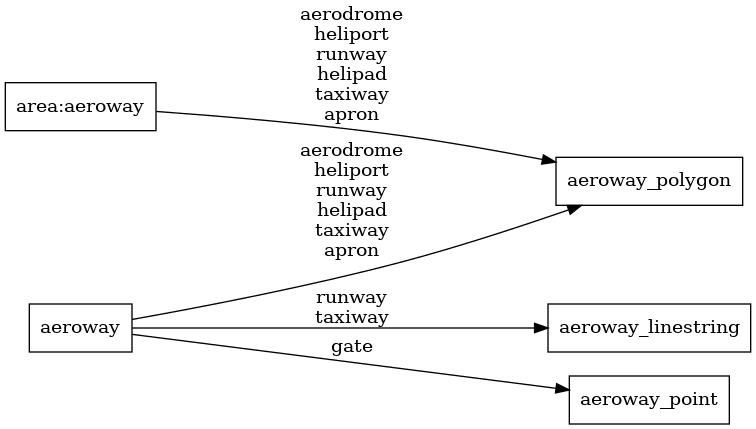 aerodrome
heliport
runway
helipad
taxiway
apron
area:aeroway
aeroway_polygon
aerodrome
heliport
runway
helipad
taxiway
apron
aeroway
runway
taxiway
aeroway_linestring
gate
aeroway_point